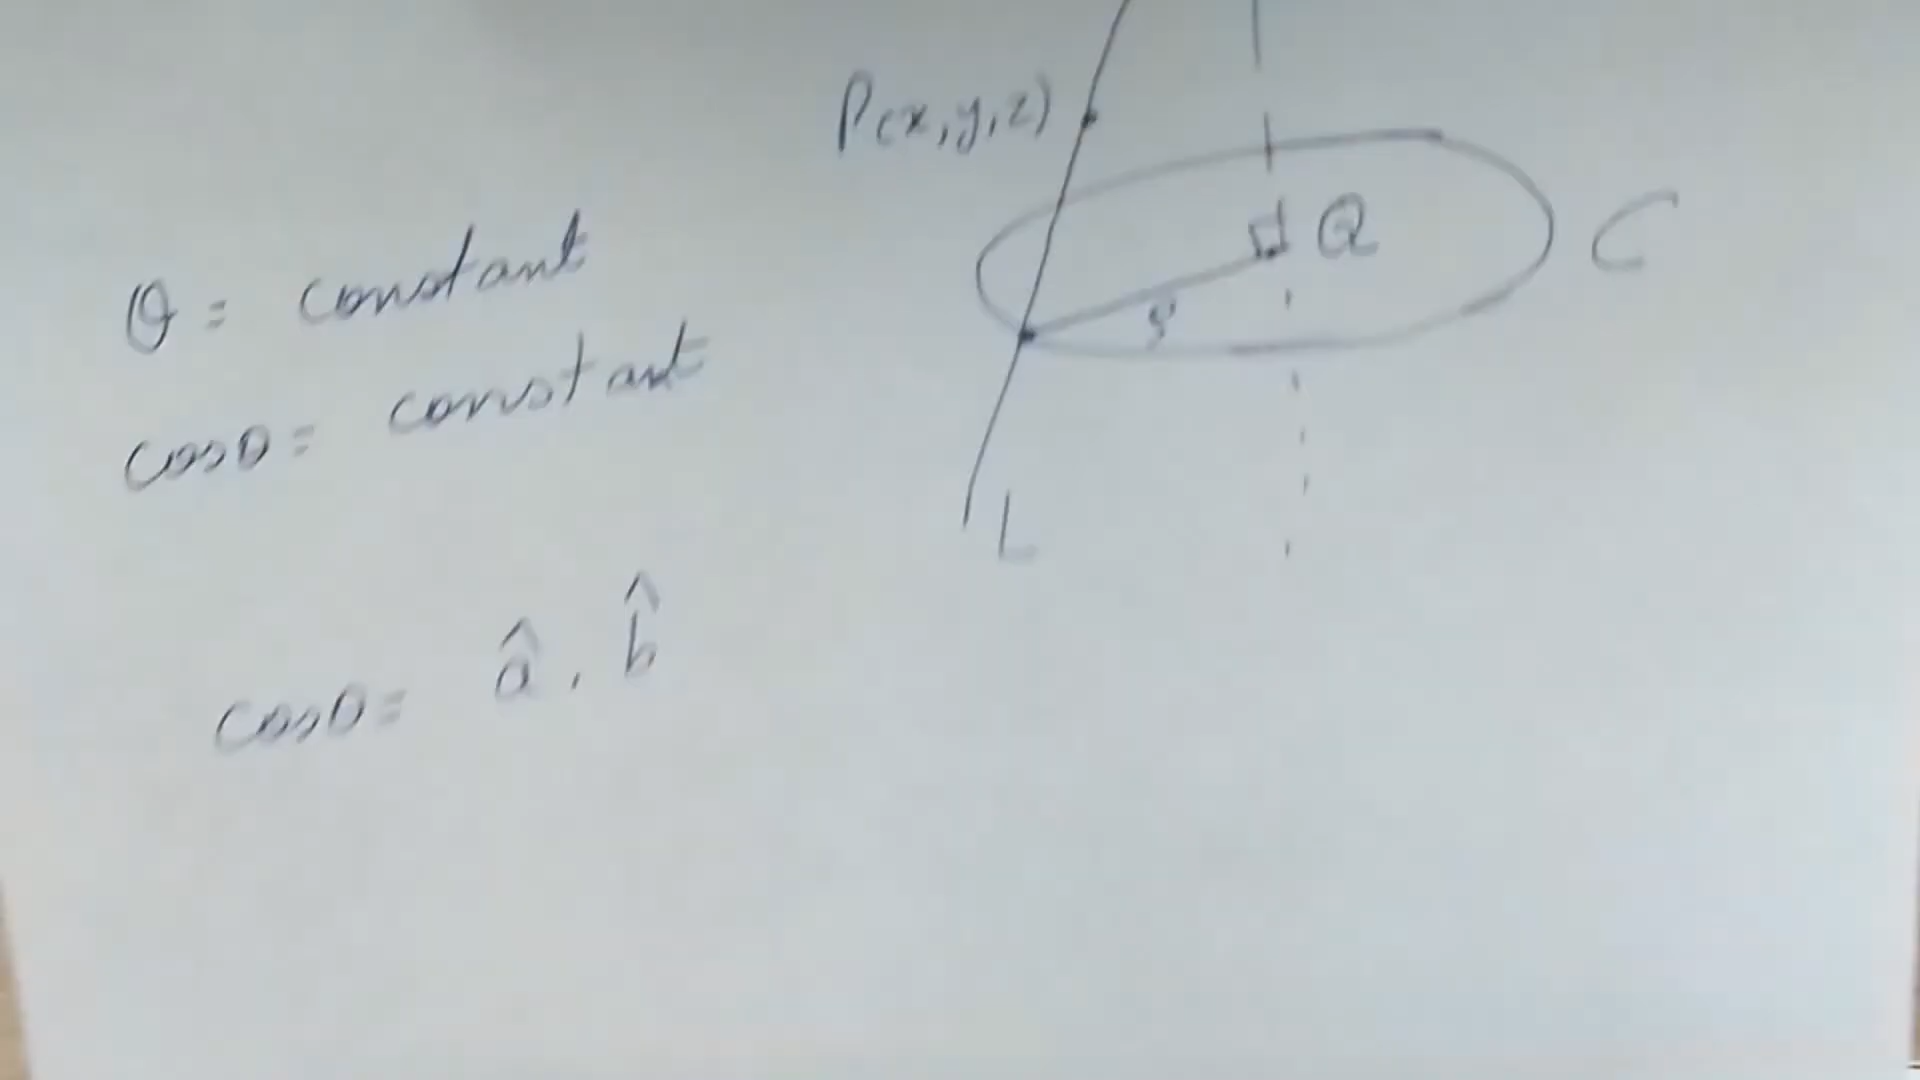 P(x,y,z)
Q
C
θ = constant
cosθ = constant
L
cosθ = â . b̂